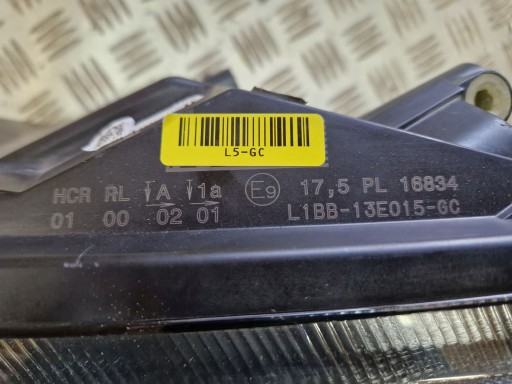 L5-GC
HCR RL A 1a E9 17,5 PL 16834
01 00 02 01 L1BB-13E015-GC